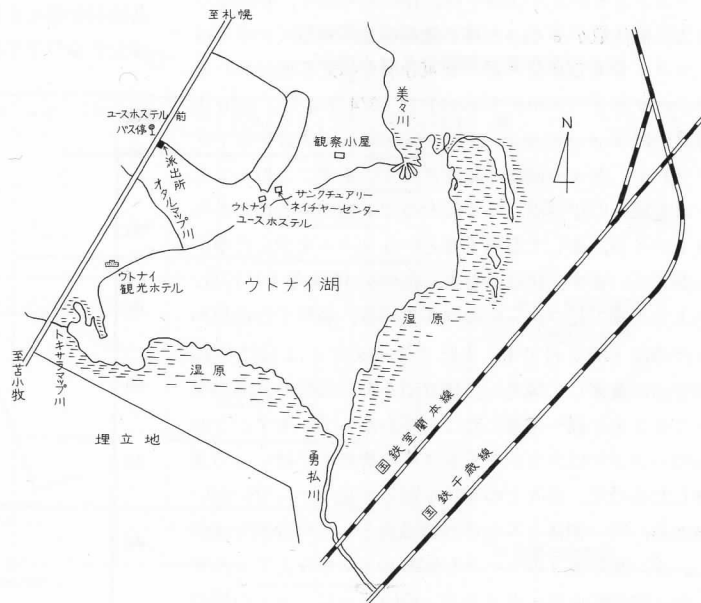 至札幌
ユースホステル前
バス停
派出所
オタルマップ川
美々川
観察小屋
N
サンクチュアリー
ネイチャーセンター
ウトナイ
ユースホステル
ウトナイ
観光ホテル
ウトナイ湖
湿原
トキサタマップ川
至苫小牧
湿原
埋立地
勇払川
国鉄室蘭本線
国鉄千歳線